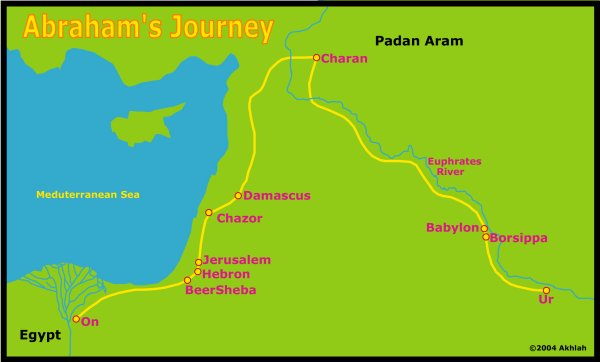 Abraham's Journey
Padan Aram
Charan
Euphrates
River
Meduterranean Sea
Damascus
Chazor
Babylon
Borsippa
Jerusalem
Hebron
BeerSheba
Ur
On
Egypt
©2004 Akhlah